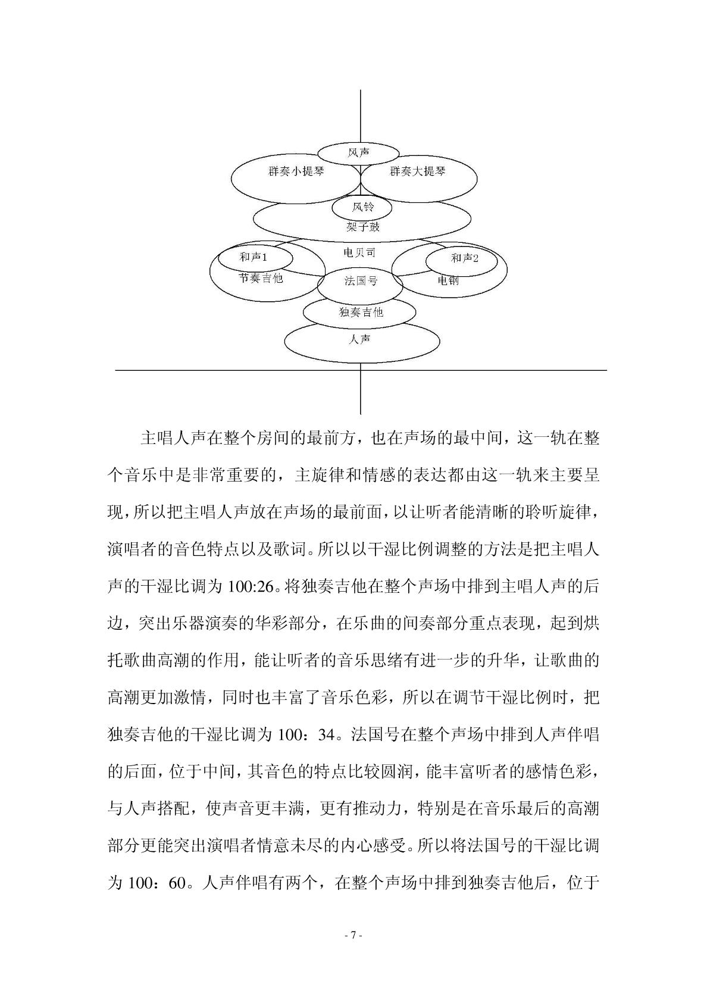 风声
群奏小提琴 群奏大提琴
风铃
架子鼓
电贝司
和声1 和声2
节奏吉他 法国号 电钢
独奏吉他
人声
主唱人声在整个房间的最前方，也在声场的最中间，这一轨在整
个音乐中是非常重要的，主旋律和情感的表达都由这一轨来主要呈
现，所以把主唱人声放在声场的最前面，以让听者能清晰的聆听旋律，
演唱者的音色特点以及歌词。所以以干湿比例调整的方法是把主唱人
声的干湿比调为 100:26。将独奏吉他在整个声场中排到主唱人声的后
边，突出乐器演奏的华彩部分，在乐曲的间奏部分重点表现，起到烘
托歌曲高潮的作用，能让听者的音乐思绪有进一步的升华，让歌曲的
高潮更加激情，同时也丰富了音乐色彩，所以在调节干湿比例时，把
独奏吉他的干湿比调为 100：34。法国号在整个声场中排到人声伴唱
的后面，位于中间，其音色的特点比较圆润，能丰富听者的感情色彩，
与人声搭配，使声音更丰满，更有推动力，特别是在音乐最后的高潮
部分更能突出演唱者情意未尽的内心感受。所以将法国号的干湿比调
为 100：60。人声伴唱有两个，在整个声场中排到独奏吉他后，位于
- 7 -